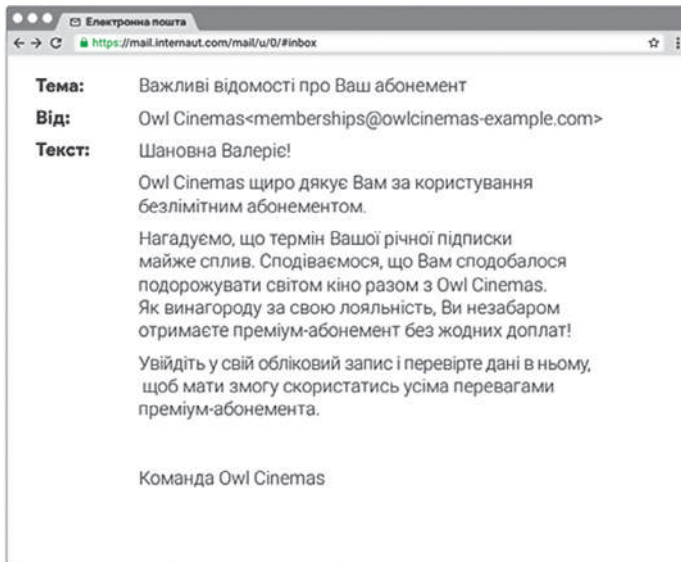 Електронна пошта
https://mail.internaut.com/mail/u/0/#inbox
Тема: Важливі відомості про Ваш абонемент
Від: Owl Cinemas<memberships@owlcinemas-example.com>
Текст: Шановна Валеріє!
Owl Cinemas щиро дякує Вам за користування
безлімітним абонементом.
Нагадуємо, що термін Вашої річної підписки
майже сплив. Сподіваємося, що Вам сподобалося
подорожувати світом кіно разом з Owl Cinemas.
Як винагороду за свою лояльність, Ви незабаром
отримаєте преміум-абонемент без жодних доплат!
Увійдіть у свій обліковий запис і перевірте дані в ньому,
щоб мати змогу скористатись усіма перевагами
преміум-абонемента.
Команда Owl Cinemas